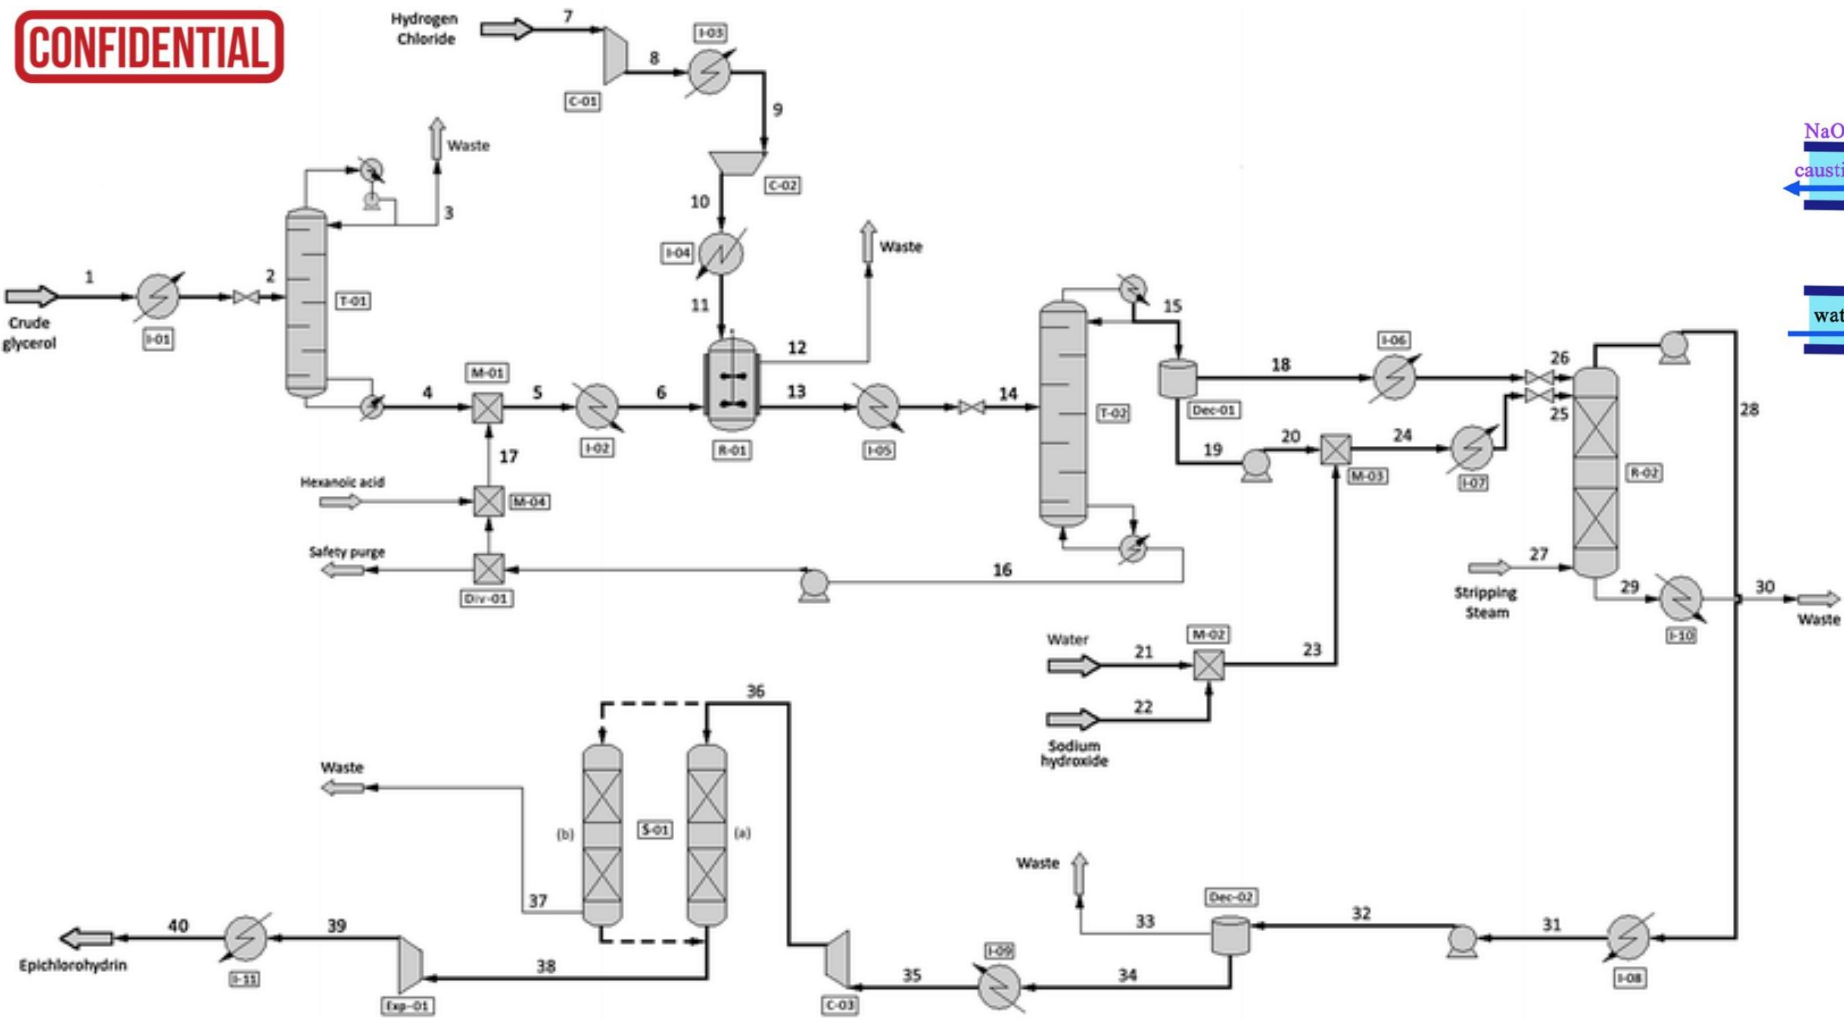 CONFIDENTIAL
Hydrogen
Chloride
7
8
I-03
C-01
9
C-02
10
I-04
11
Waste
3
Waste
1
2
T-01
Crude
glycerol
I-01
M-01
4
5
6
I-02
R-01
12
13
I-05
14
T-02
15
Dec-01
18
I-06
26
25
28
19
20
24
M-03
I-07
R-02
17
Hexanoic acid
M-04
Safety purge
Div-01
16
27
Stripping
Steam
29
30
I-10
Waste
Water
21
M-02
23
22
Sodium
hydroxide
36
Waste
(b)
S-01
(a)
37
40
39
38
Epichlorohydrin
I-11
Exp-01
C-03
35
I-09
34
Waste
33
Dec-02
32
31
I-08
NaO
causti
wat